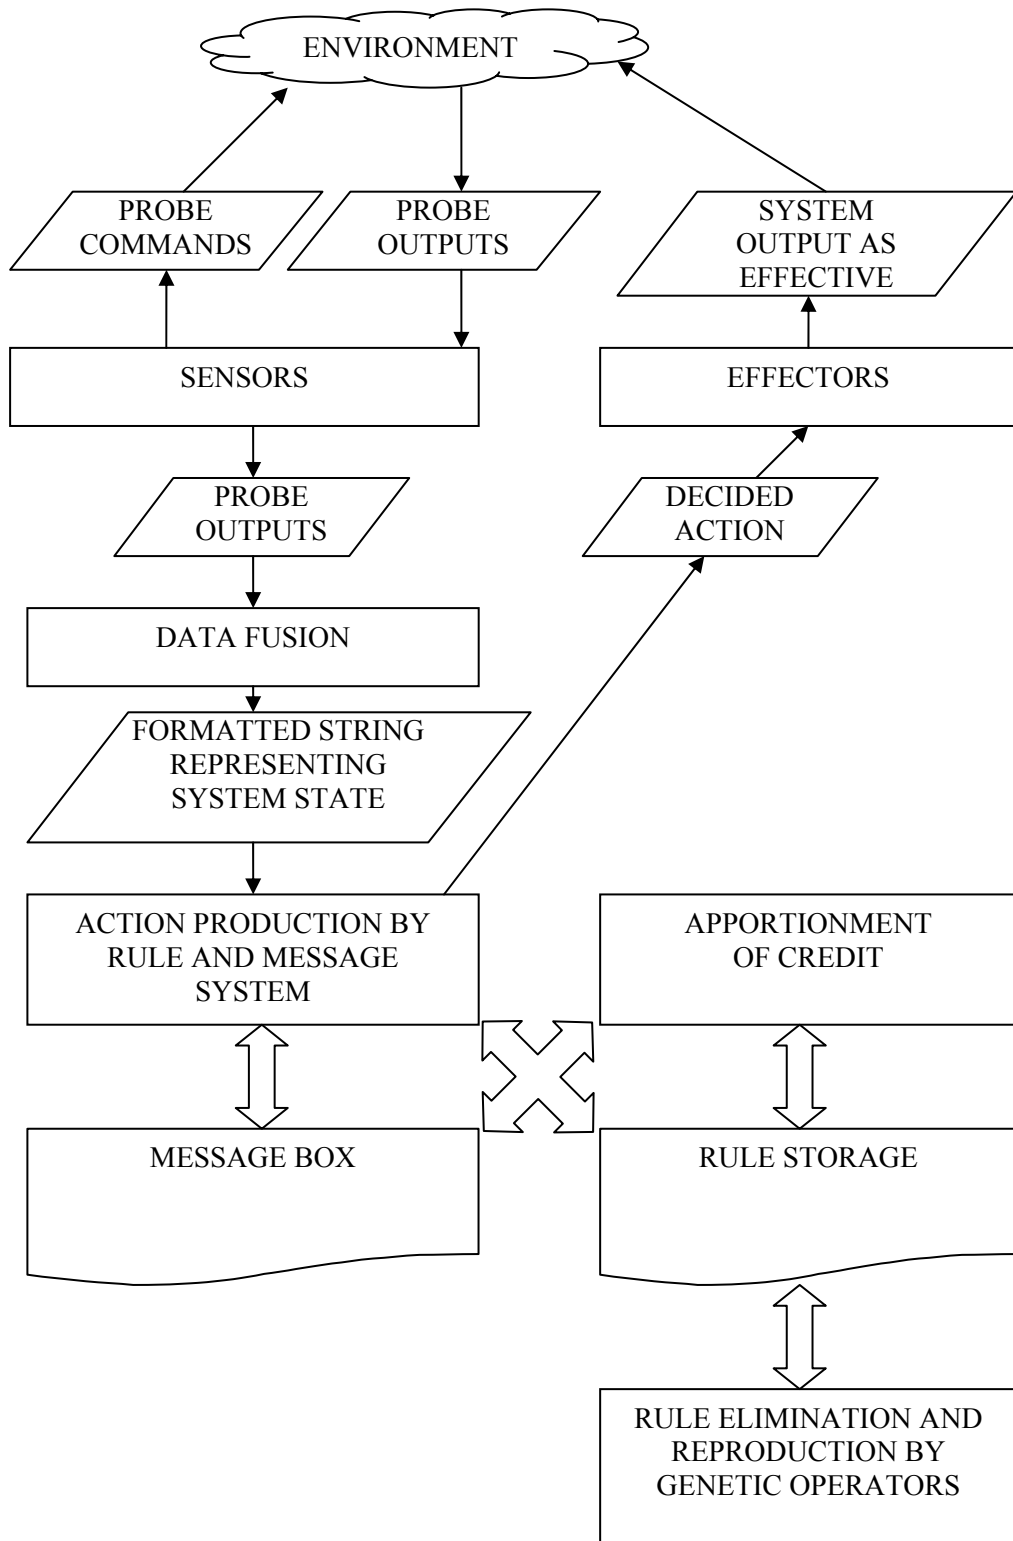 ENVIRONMENT
PROBE
COMMANDS
PROBE
OUTPUTS
SYSTEM
OUTPUT AS
EFFECTIVE
SENSORS
EFFECTORS
PROBE
OUTPUTS
DECIDED
ACTION
DATA FUSION
FORMATTED STRING
REPRESENTING
SYSTEM STATE
ACTION PRODUCTION BY
RULE AND MESSAGE
SYSTEM
APPORTIONMENT
OF CREDIT
MESSAGE BOX
RULE STORAGE
RULE ELIMINATION AND
REPRODUCTION BY
GENETIC OPERATORS